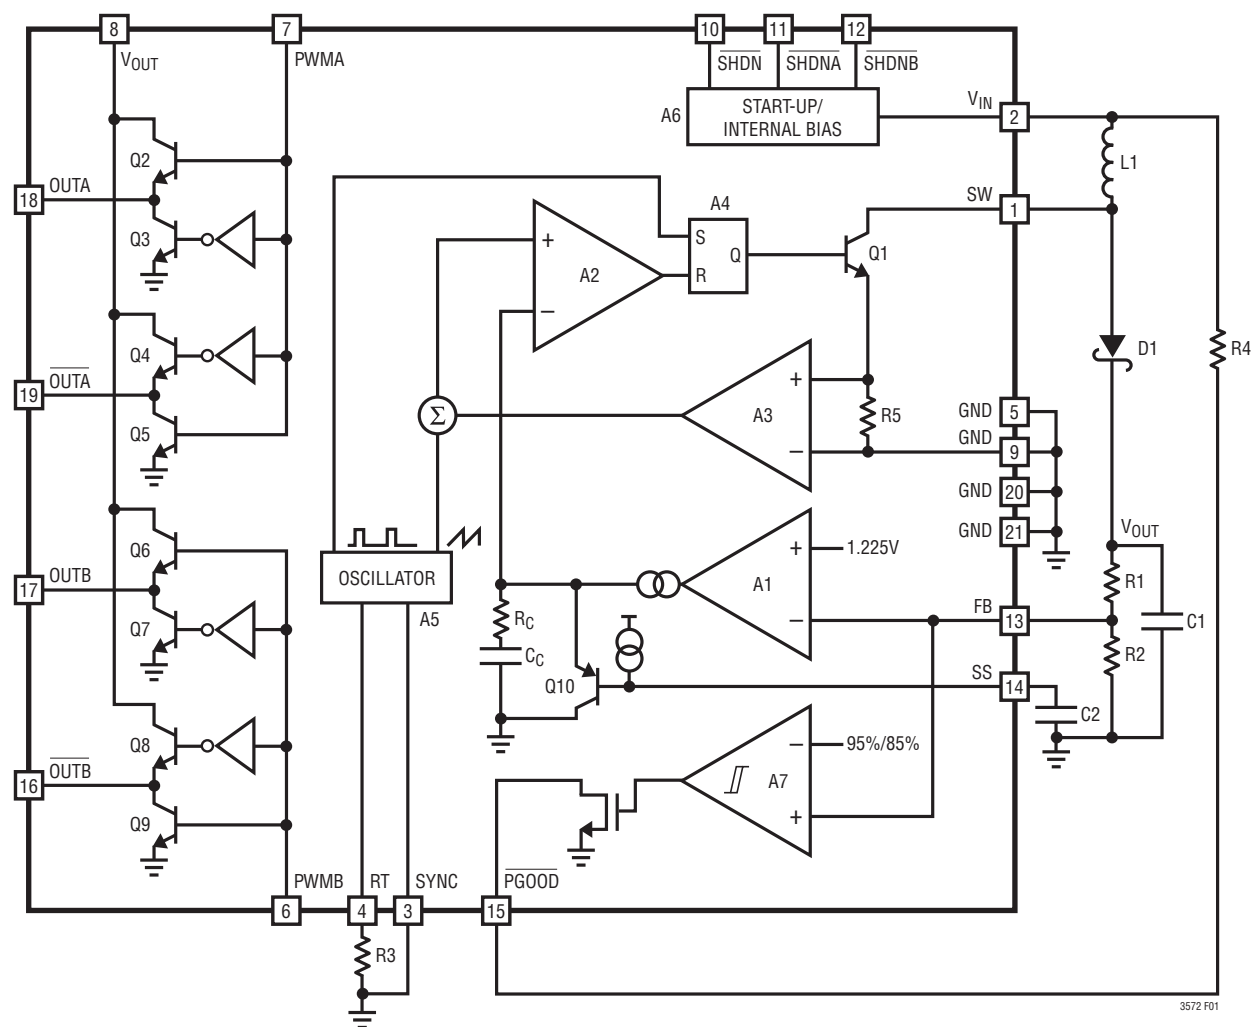 8
7
10
11
12
VOUT
PWMA
SHDN
SHDNA
SHDNB
A6
START-UP/
INTERNAL BIAS
VIN
2
L1
Q2
OUTA
18
Q3
A4
SW
1
S
R
Q
Q1
+
–
A2
Q4
OUTA
19
Q5
D1
R4
Σ
+
–
A3
R5
GND
5
GND
9
GND
20
GND
21
VOUT
Q6
OUTB
17
Q7
OSCILLATOR
A5
RC
CC
+
–
A1
1.225V
FB
13
R1
R2
C1
Q10
SS
14
C2
Q8
OUTB
16
Q9
–
+
A7
95%/85%
PWMB
RT
SYNC
PGOOD
6
4
3
15
R3
3572 F01